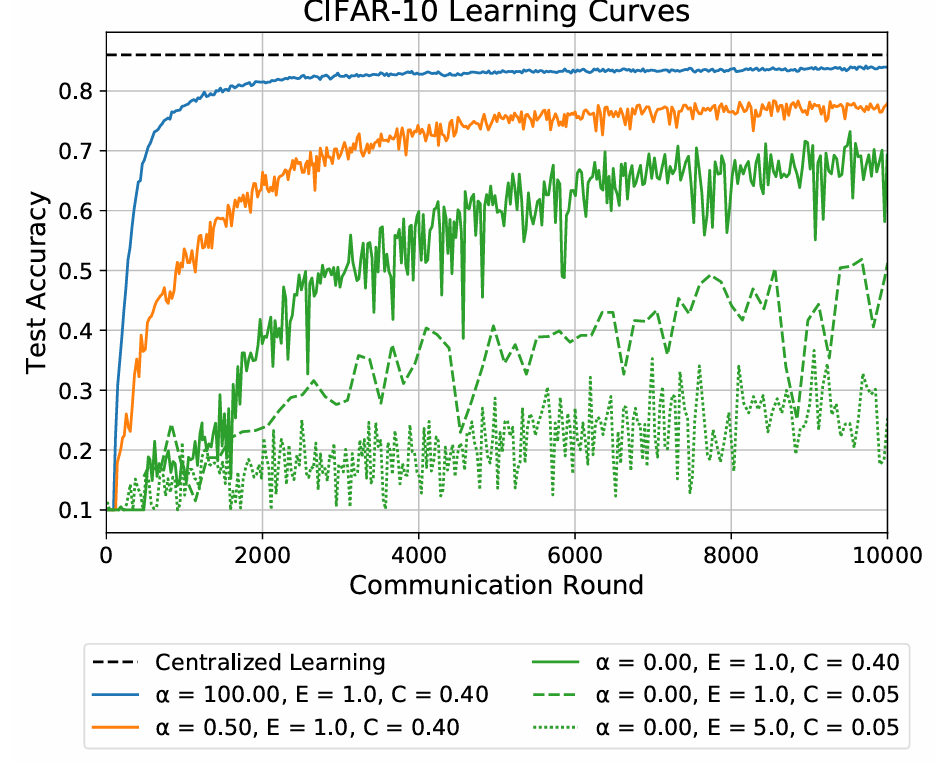 CIFAR-10 Learning Curves
Test Accuracy
0.8
0.7
0.6
0.5
0.4
0.3
0.2
0.1
0 2000 4000 6000 8000 10000
Communication Round
Centralized Learning
α = 100.00, E = 1.0, C = 0.40
α = 0.50, E = 1.0, C = 0.40
α = 0.00, E = 1.0, C = 0.40
α = 0.00, E = 1.0, C = 0.05
α = 0.00, E = 5.0, C = 0.05